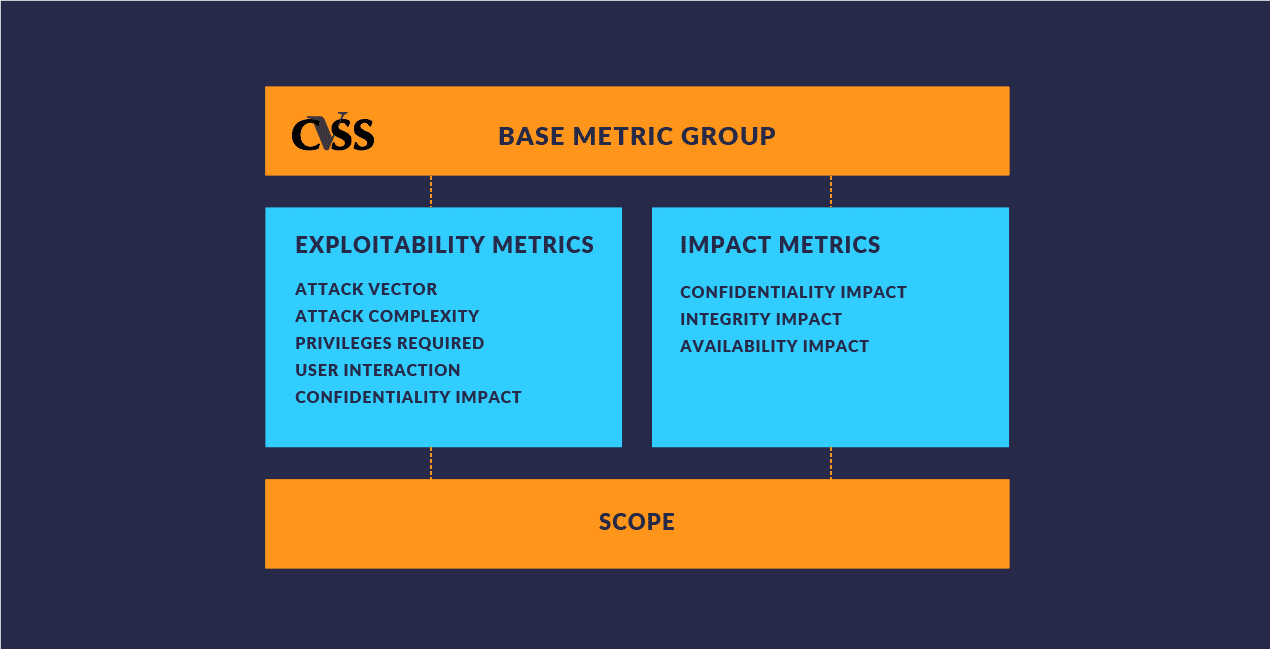 CVSS
BASE METRIC GROUP
EXPLOITABILITY METRICS
ATTACK VECTOR
ATTACK COMPLEXITY
PRIVILEGES REQUIRED
USER INTERACTION
CONFIDENTIALITY IMPACT
IMPACT METRICS
CONFIDENTIALITY IMPACT
INTEGRITY IMPACT
AVAILABILITY IMPACT
SCOPE